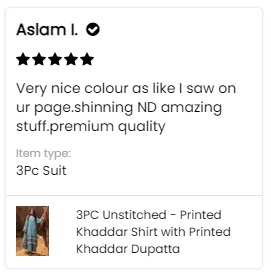 Aslam I.
Very nice colour as like I saw on
ur page.shinning ND amazing
stuff.premium quality
Item type:
3Pc Suit
3PC Unstitched - Printed
Khaddar Shirt with Printed
Khaddar Dupatta